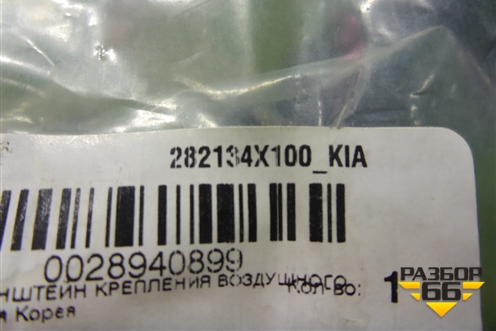 282134X100_KIA
0028940899
НШТЕЙН КРЕПЛЕНИЯ ВОЗДУШНОГО
Кол-во: 1
я Корея
РАЗБОР
66